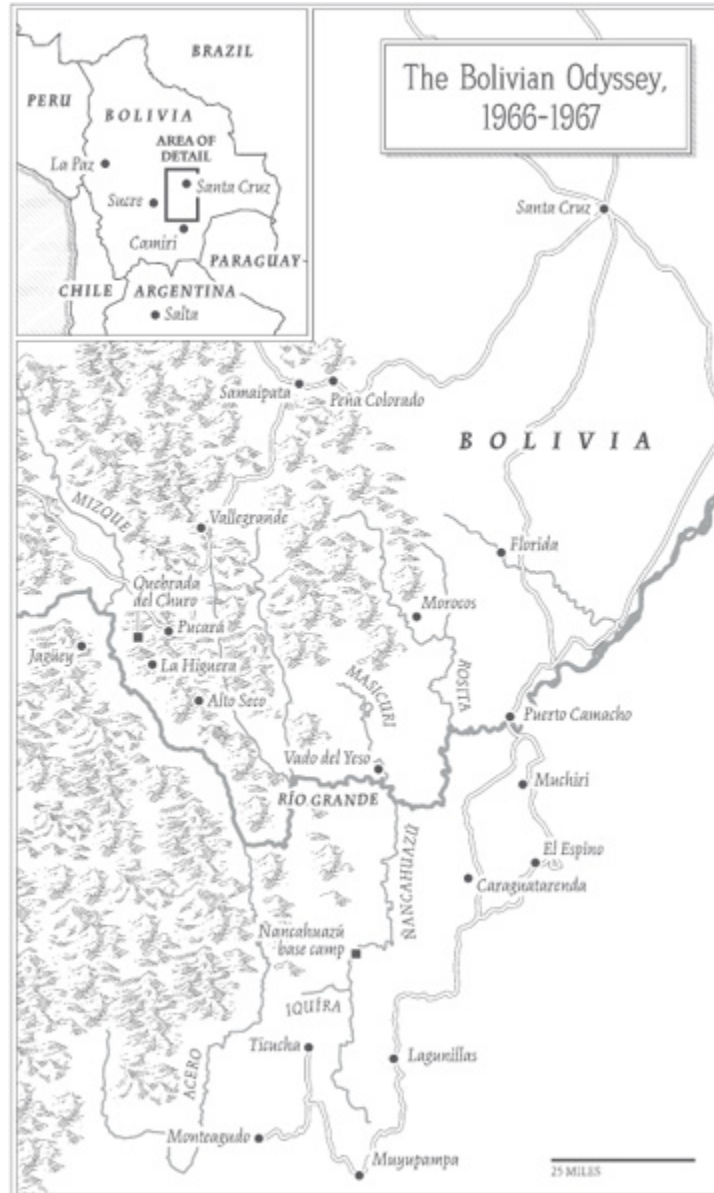 The Bolivian Odyssey,
1966-1967
BRAZIL
PERU
BOLIVIA
AREA OF
DETAIL
La Paz
Santa Cruz
Sucre
Camiri
PARAGUAY
CHILE
ARGENTINA
Salta
Santa Cruz
Samaipata
Peña Colorado
BOLIVIA
MIZQUE
Vallegrande
Florida
Quebrada
del Churo
Morocos
Pucará
Jagüey
La Higuera
MASICURI
ROSITA
Alto Seco
Puerto Camacho
Vado del Yeso
Muchiri
RÍO GRANDE
El Espino
Caraguatarenda
ÑANCAHUAZÚ
Ñancahuazú
base camp
IQUÍRA
Ticucha
Lagunillas
ACERO
Monteagudo
Muyupampa
25 MILES